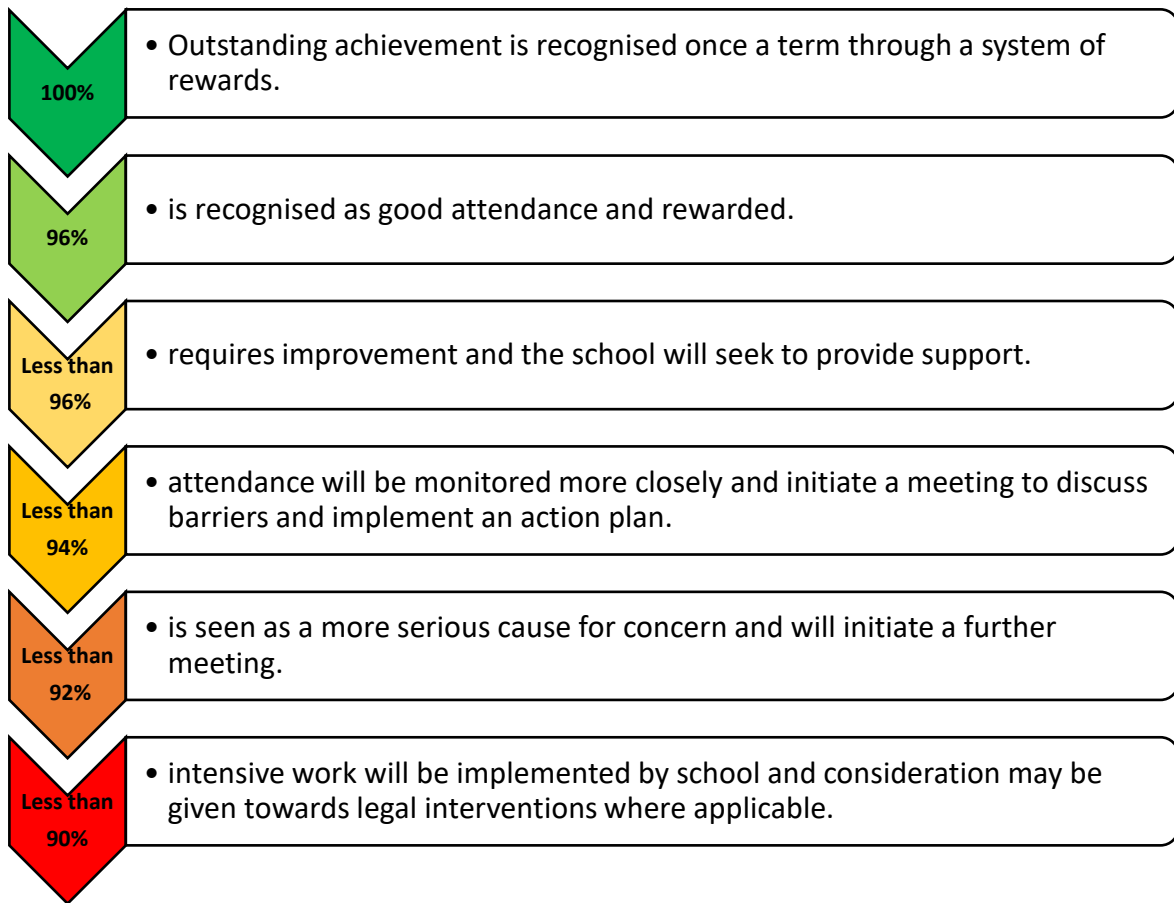 100%
• Outstanding achievement is recognised once a term through a system of
rewards.
96%
• is recognised as good attendance and rewarded.
Less than
96%
• requires improvement and the school will seek to provide support.
Less than
94%
• attendance will be monitored more closely and initiate a meeting to discuss
barriers and implement an action plan.
Less than
92%
• is seen as a more serious cause for concern and will initiate a further
meeting.
Less than
90%
• intensive work will be implemented by school and consideration may be
given towards legal interventions where applicable.